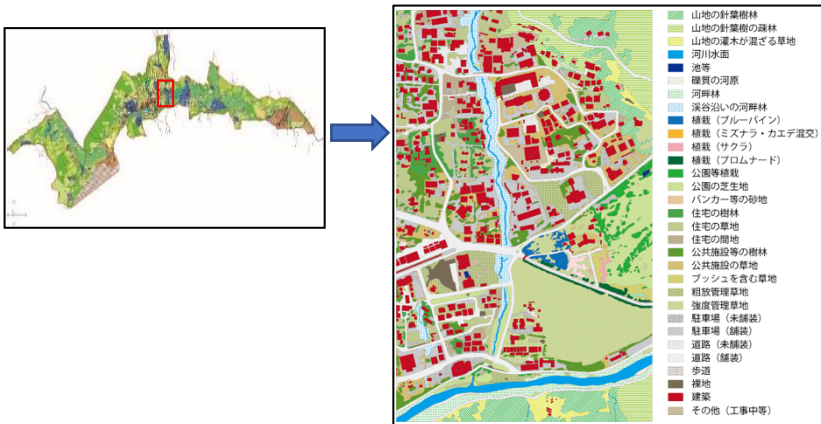 山地の針葉樹林
山地の針葉樹の疎林
山地の灌木が混ざる草地
河川水面
池等
礫質の河原
河畔林
渓谷沿いの河畔林
植栽（ブルーパイン）
植栽（ミズナラ・カエデ混交）
植栽（サクラ）
植栽（プロムナード）
公園等植栽
公園の芝生地
バンカー等の砂地
住宅の樹林
住宅の草地
住宅の間地
公共施設等の樹林
公共施設の草地
ブッシュを含む草地
粗放管理草地
強度管理草地
駐車場（未舗装）
駐車場（舗装）
道路（未舗装）
道路（舗装）
歩道
裸地
建築
その他（工事中等）